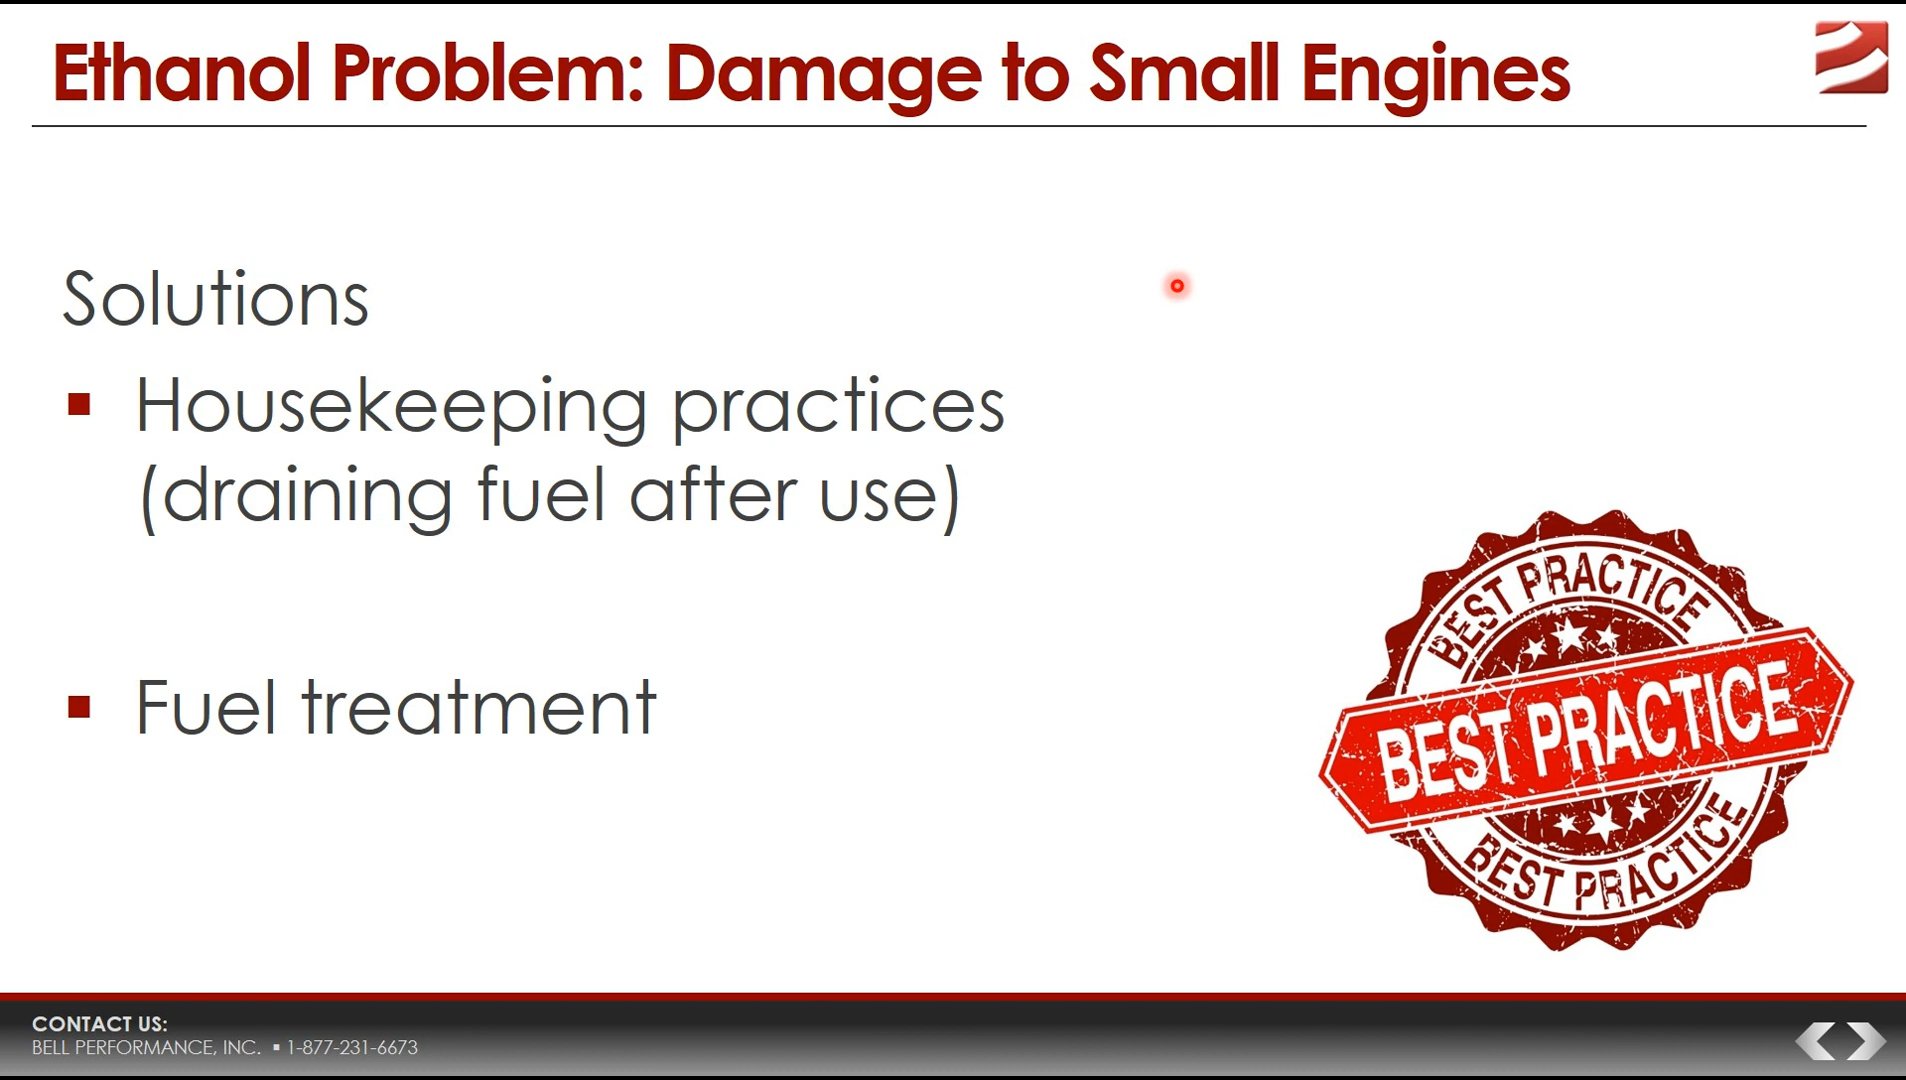 Ethanol Problem: Damage to Small Engines
Solutions
▪ Housekeeping practices
(draining fuel after use)
▪ Fuel treatment
BEST PRACTICE
BEST PRACTICE
BEST PRACTICE
CONTACT US:
BELL PERFORMANCE, INC. ▪ 1-877-231-6673